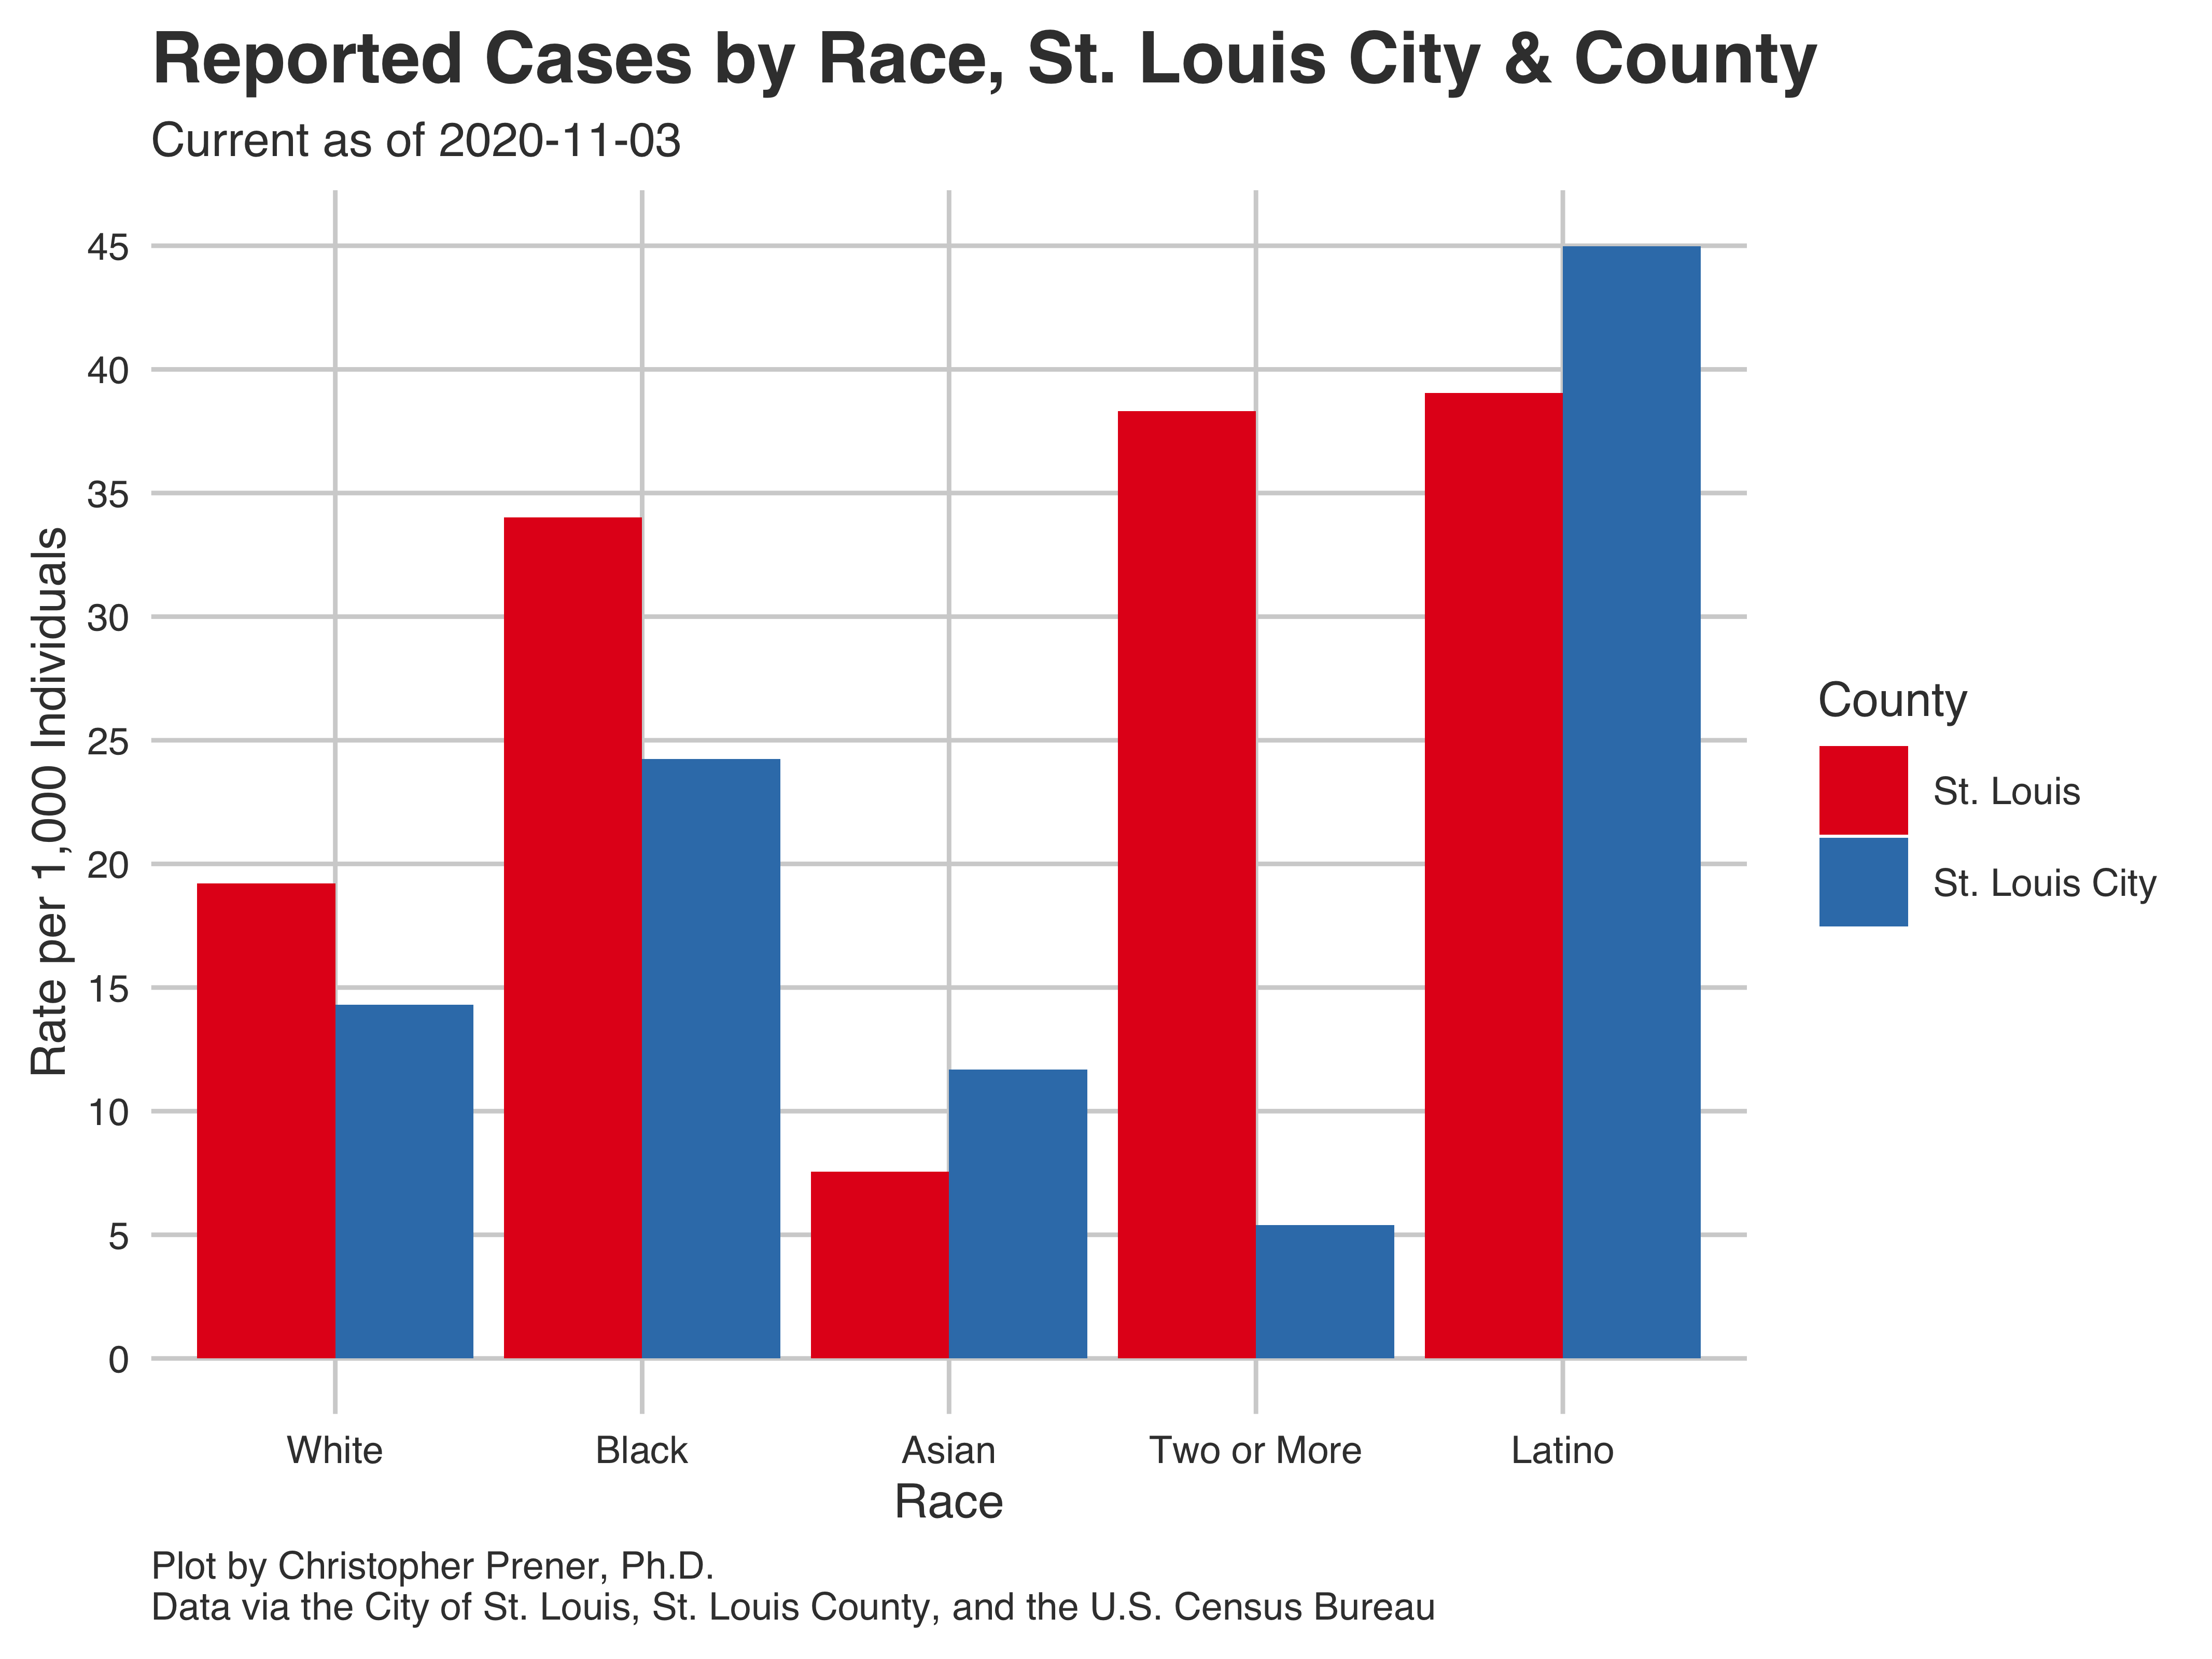 Reported Cases by Race, St. Louis City & County
Current as of 2020-11-03
Rate per 1,000 Individuals
45
40
35
30
25
20
15
10
5
0
White Black Asian Two or More Latino
Race
County
St. Louis
St. Louis City
Plot by Christopher Prener, Ph.D.
Data via the City of St. Louis, St. Louis County, and the U.S. Census Bureau